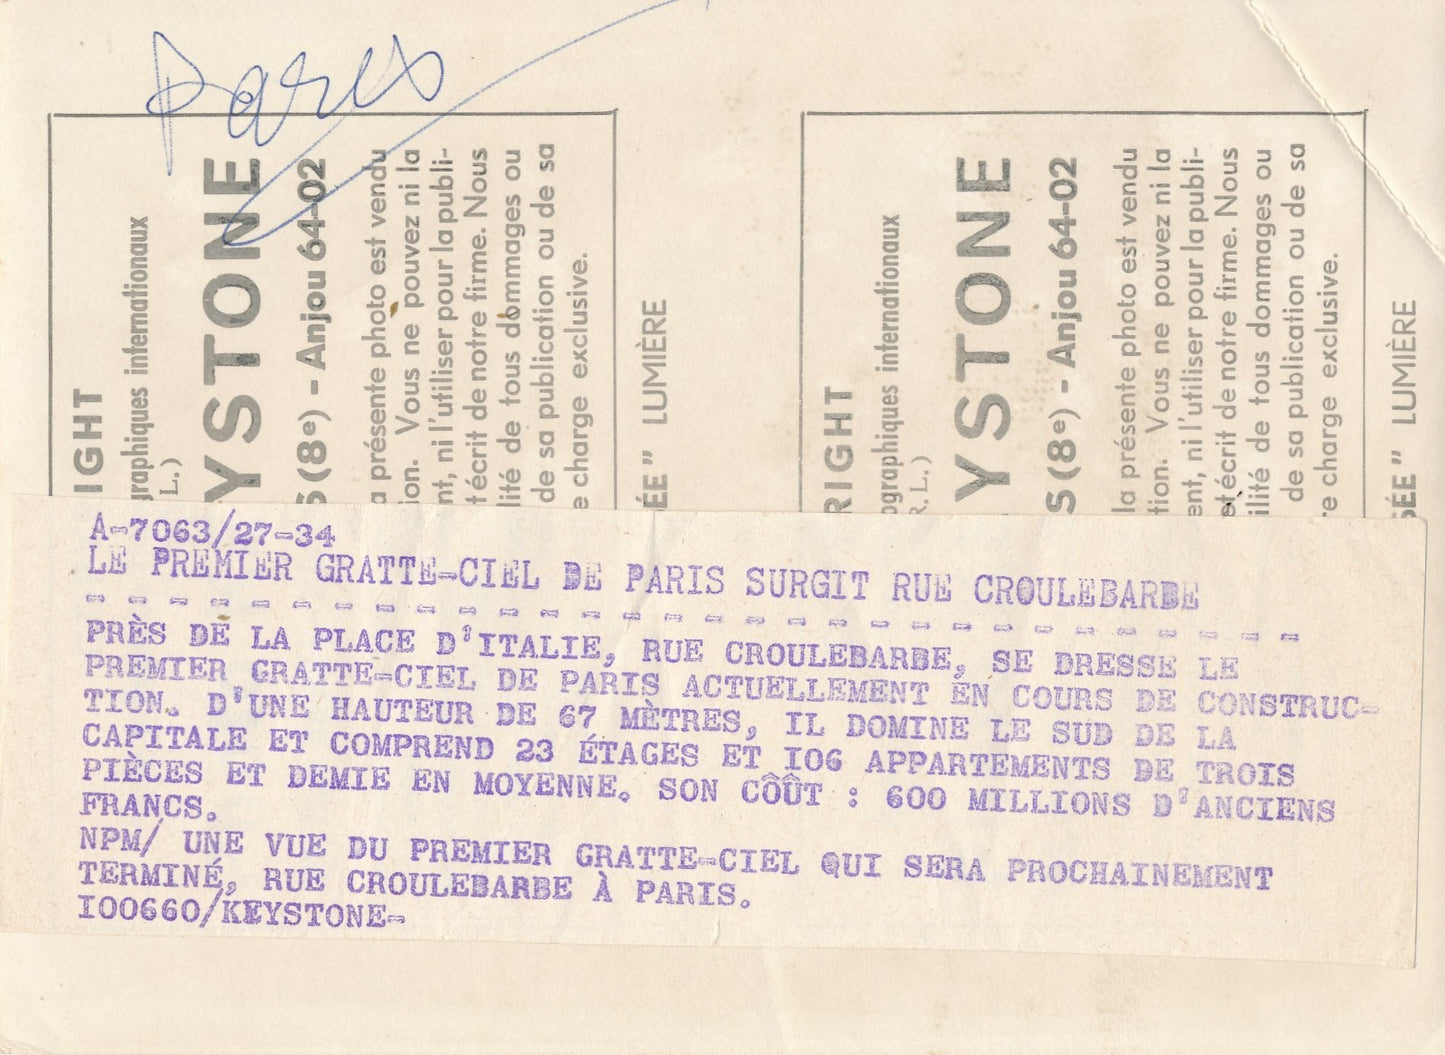 Paris
RIGHT
ographiques internationaux
R.L.)
YSTONE
S (8e) - Anjou 64-02
la présente photo est vendu
tion. Vous ne pouvez ni la
ent, ni l'utiliser pour la publi-
écrit de notre firme. Nous
ilité de tous dommages ou
de sa publication ou de sa
e charge exclusive.
ÉE" LUMIÈRE
RIGHT
ographiques internationaux
R.L.)
YSTONE
S (8e) - Anjou 64-02
la présente photo est vendu
tion. Vous ne pouvez ni la
ent, ni l'utiliser pour la publi-
écrit de notre firme. Nous
ilité de tous dommages ou
de sa publication ou de sa
e charge exclusive.
ÉE" LUMIÈRE
A-7063/27-34
LE PREMIER GRATTE-CIEL DE PARIS SURGIT RUE CROULEBARBE
- - - - - - - - - - - - - - - - - - - - - - - - - - - - - -
PRÈS DE LA PLACE D'ITALIE, RUE CROULEBARBE, SE DRESSE LE
PREMIER GRATTE-CIEL DE PARIS ACTUELLEMENT EN COURS DE CONSTRUC-
TION. D'UNE HAUTEUR DE 67 MÈTRES, IL DOMINE LE SUD DE LA
CAPITALE ET COMPREND 23 ÉTAGES ET I06 APPARTEMENTS DE TROIS
PIÈCES ET DEMIE EN MOYENNE. SON COÛT : 600 MILLIONS D'ANCIENS
FRANCS.
NPM/ UNE VUE DU PREMIER GRATTE-CIEL QUI SERA PROCHAINEMENT
TERMINÉ, RUE CROULEBARBE À PARIS.
I00660/KEYSTONE-